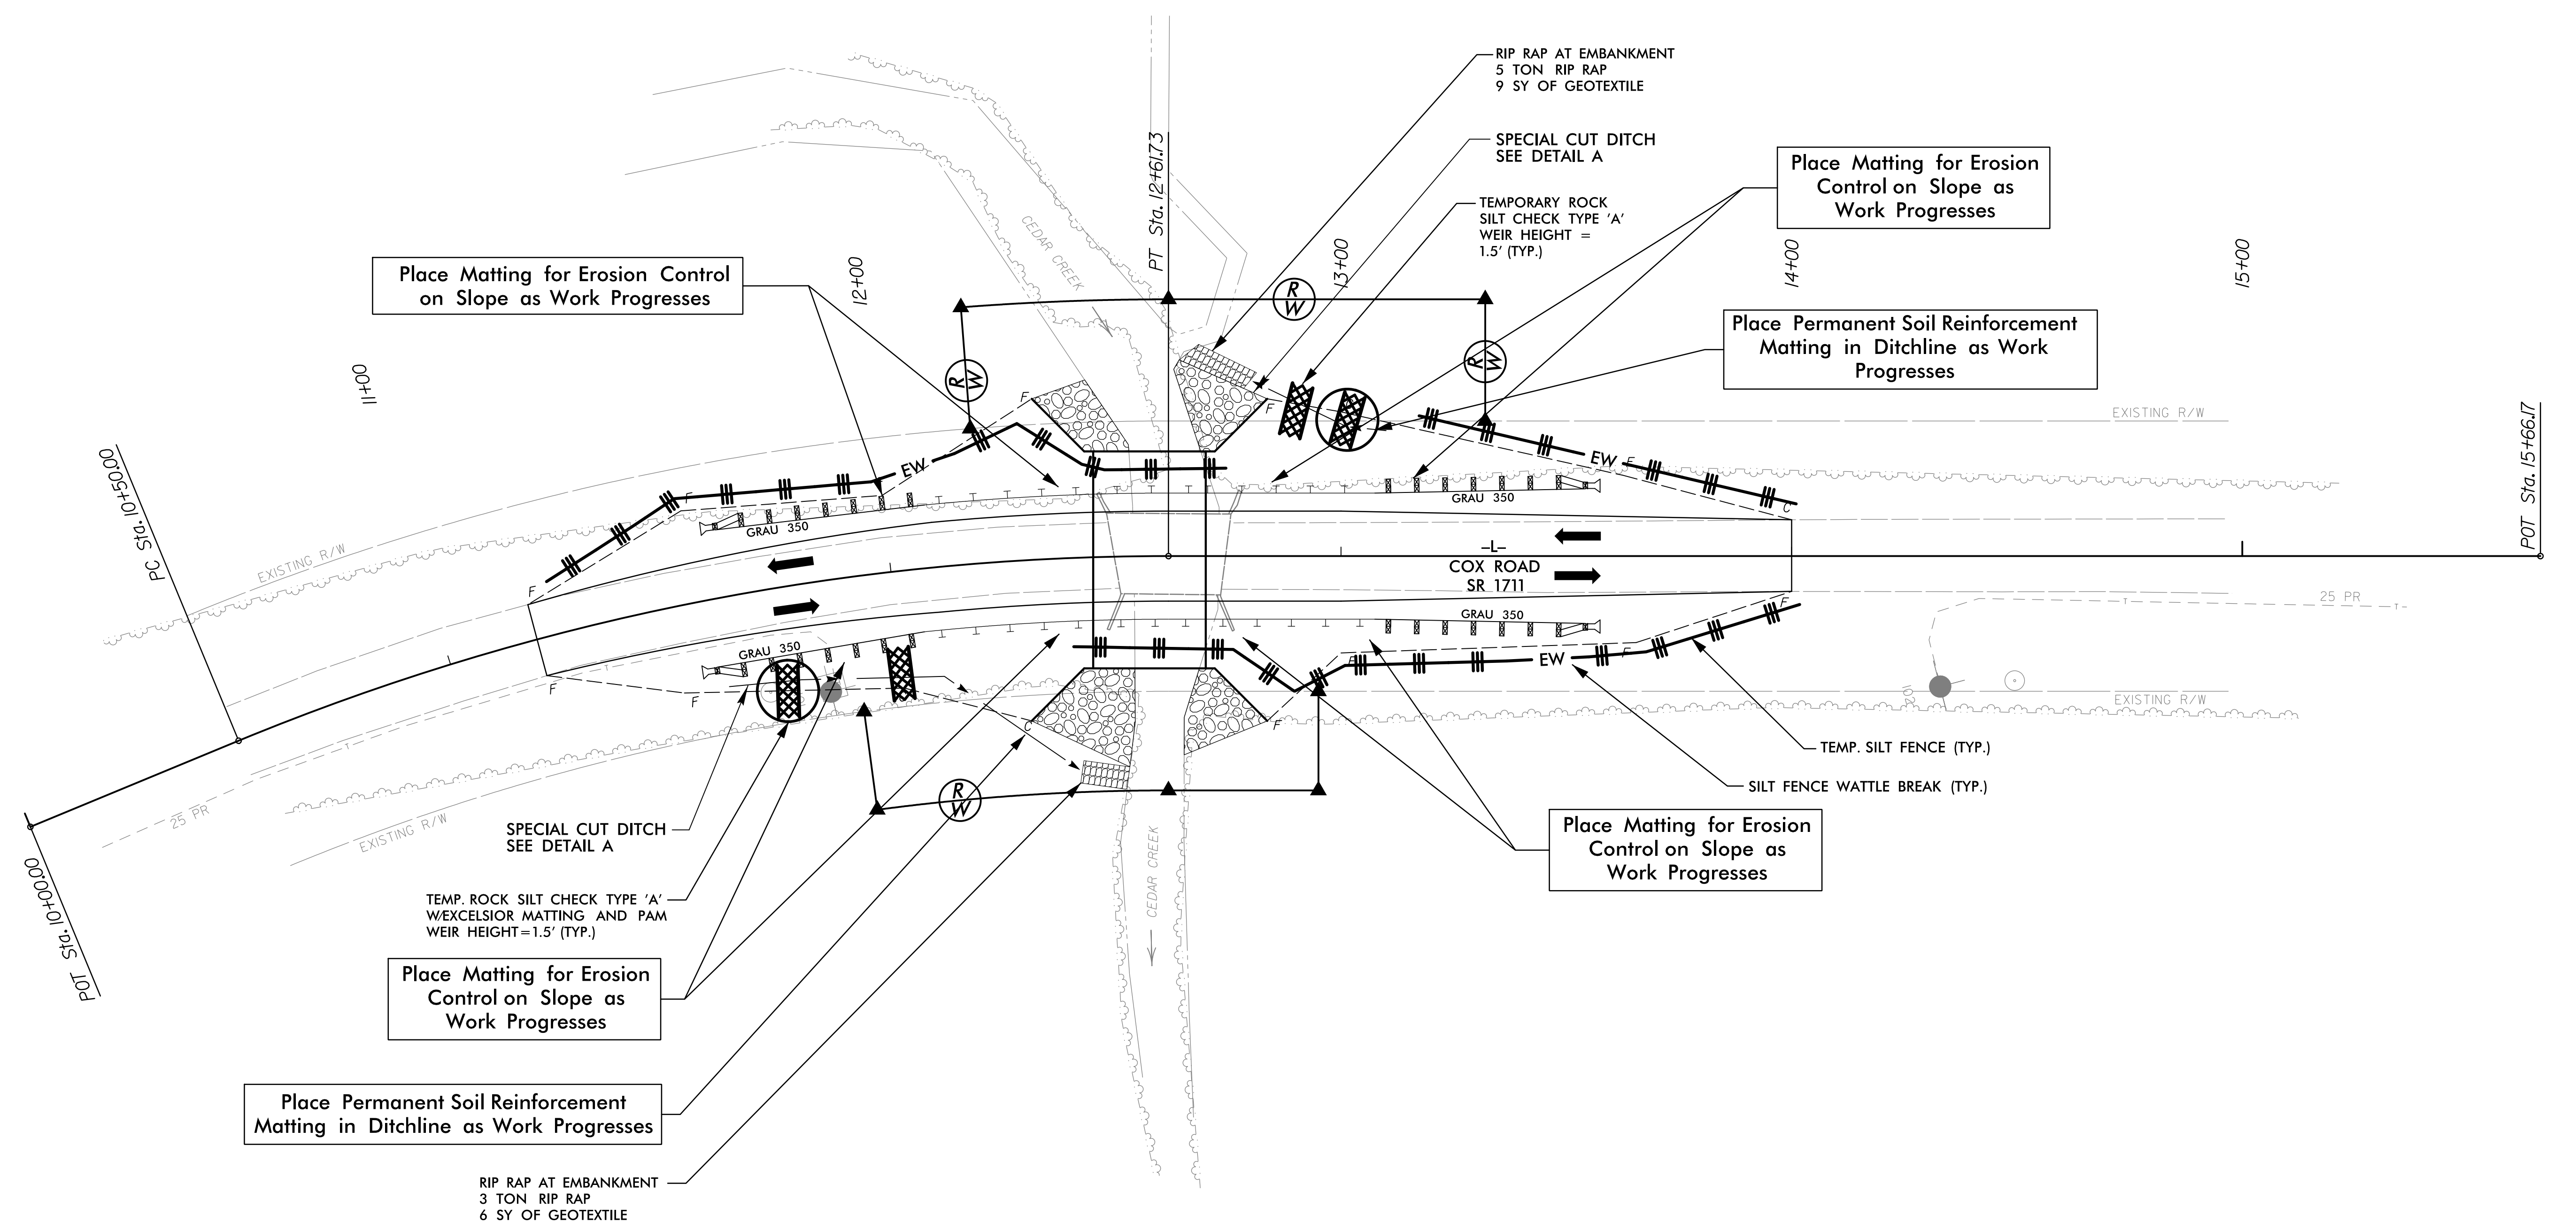 RIP RAP AT EMBANKMENT
5 TON RIP RAP
9 SY OF GEOTEXTILE
SPECIAL CUT DITCH
SEE DETAIL A
Place Matting for Erosion
Control on Slope as
Work Progresses
TEMPORARY ROCK
SILT CHECK TYPE 'A'
WEIR HEIGHT =
1.5' (TYP.)
PT Sta. 12+61.73
CEDAR CREEK
Place Matting for Erosion Control
on Slope as Work Progresses
11+00
12+00
13+00
14+00
15+00
R
W
R
W
R
W
Place Permanent Soil Reinforcement
Matting in Ditchline as Work
Progresses
EXISTING R/W
POT Sta. 15+66.17
PC Sta. 10+50.00
F
F
F
EW
EW
F
C
GRAU 350
GRAU 350
EXISTING R/W
-L-
COX ROAD
SR 1711
F
25 PR
GRAU 350
GRAU 350
F
F
F
F
F
EW
C
F
102
EXISTING R/W
TEMP. SILT FENCE (TYP.)
SILT FENCE WATTLE BREAK (TYP.)
R
W
25 PR
EXISTING R/W
POT Sta. 10+00.00
SPECIAL CUT DITCH
SEE DETAIL A
CEDAR CREEK
Place Matting for Erosion
Control on Slope as
Work Progresses
TEMP. ROCK SILT CHECK TYPE 'A'
W/EXCELSIOR MATTING AND PAM
WEIR HEIGHT=1.5' (TYP.)
Place Matting for Erosion
Control on Slope as
Work Progresses
Place Permanent Soil Reinforcement
Matting in Ditchline as Work Progresses
RIP RAP AT EMBANKMENT
3 TON RIP RAP
6 SY OF GEOTEXTILE